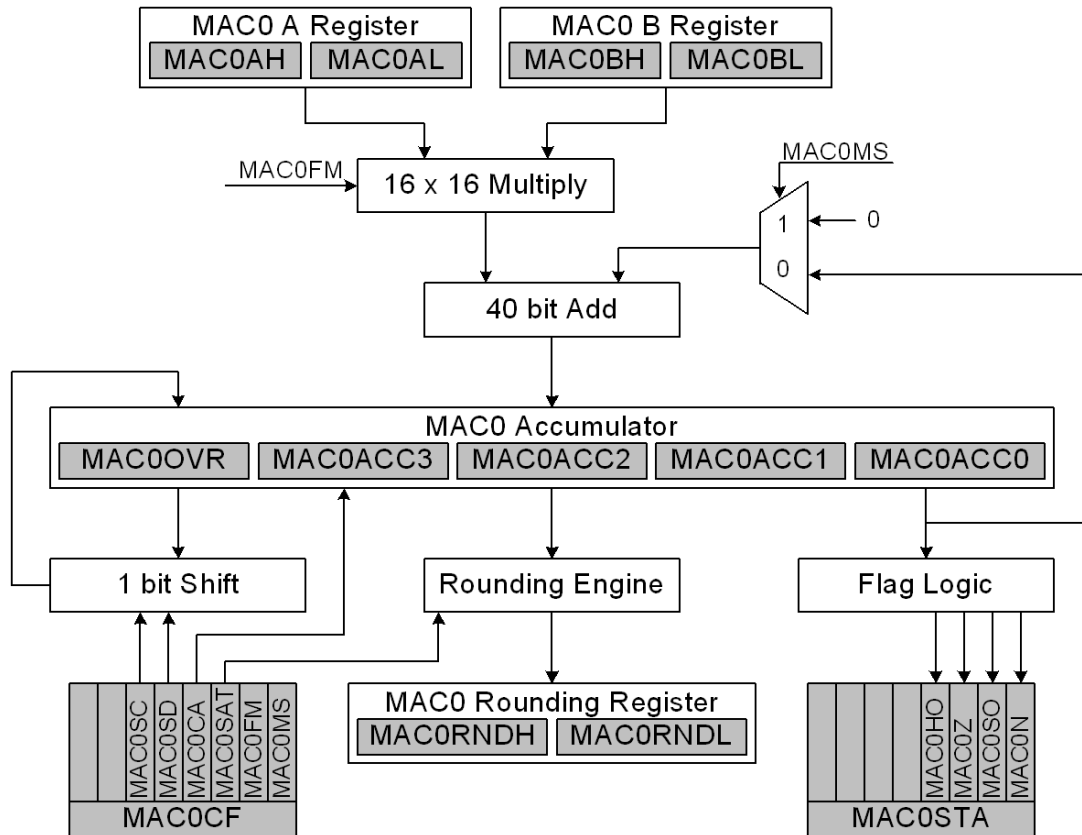 MAC0 A Register
MAC0AH MAC0AL
MAC0 B Register
MAC0BH MAC0BL
MAC0FM
16 x 16 Multiply
MAC0MS
1
0
0
40 bit Add
MAC0 Accumulator
MAC0OVR MAC0ACC3 MAC0ACC2 MAC0ACC1 MAC0ACC0
1 bit Shift
Rounding Engine
Flag Logic
MAC0SC
MAC0SD
MAC0CA
MAC0SAT
MAC0FM
MAC0MS
MAC0CF
MAC0 Rounding Register
MAC0RNDH MAC0RNDL
MAC0HO
MAC0Z
MAC0SO
MAC0N
MAC0STA